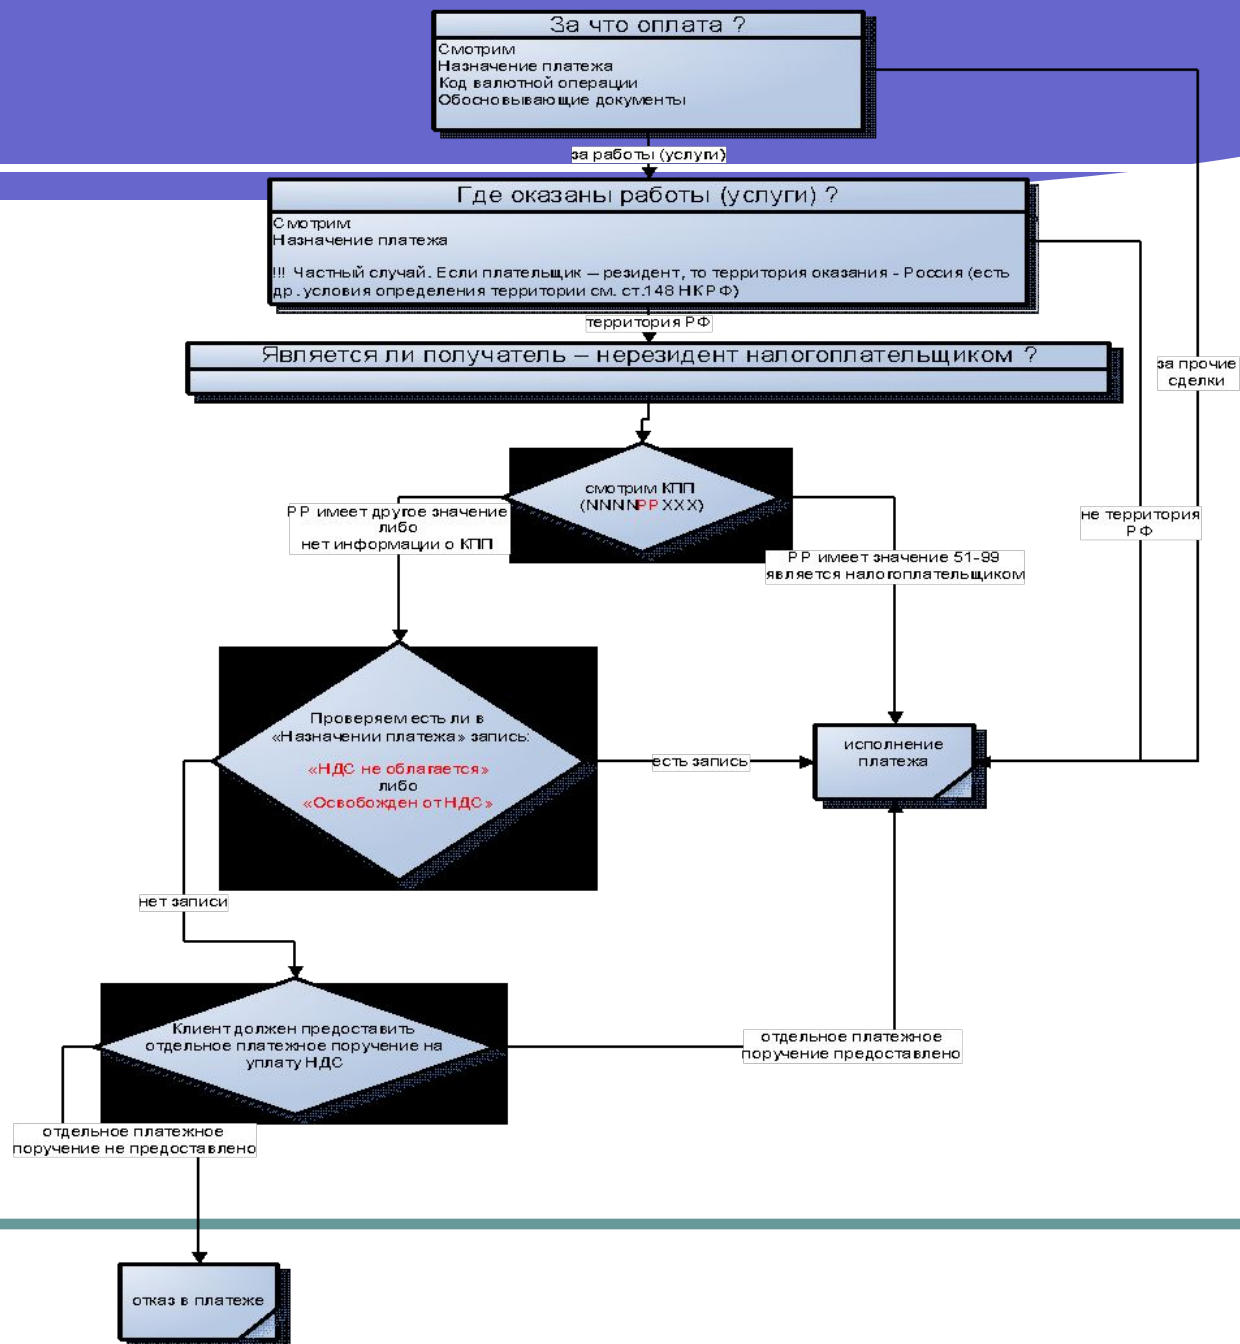 За что оплата ?
Смотрим
Назначение платежа
Код валютной операции
Обосновывающие документы
за работы (услуги)
Где оказаны работы (услуги) ?
Смотрим:
Назначение платежа
!!! Частный случай. Если плательщик – резидент, то территория оказания - Россия (есть
др. условия определения территории см. ст.148 НК РФ)
территория РФ
Является ли получатель – нерезидент налогоплательщиком ?
за прочие
сделки
смотрим КПП
(NNNNPPXXX)
PP имеет другое значение
либо
нет информации о КПП
не территория
РФ
PP имеет значение 51-99
является налогоплательщиком
Проверяем есть ли в
«Назначении платежа» запись:
«НДС не облагается»
либо
«Освобожден от НДС»
есть запись
исполнение
платежа
нет записи
Клиент должен предоставить
отдельное платежное поручение на
уплату НДС
отдельное платежное
поручение предоставлено
отдельное платежное
поручение не предоставлено
отказ в платеже